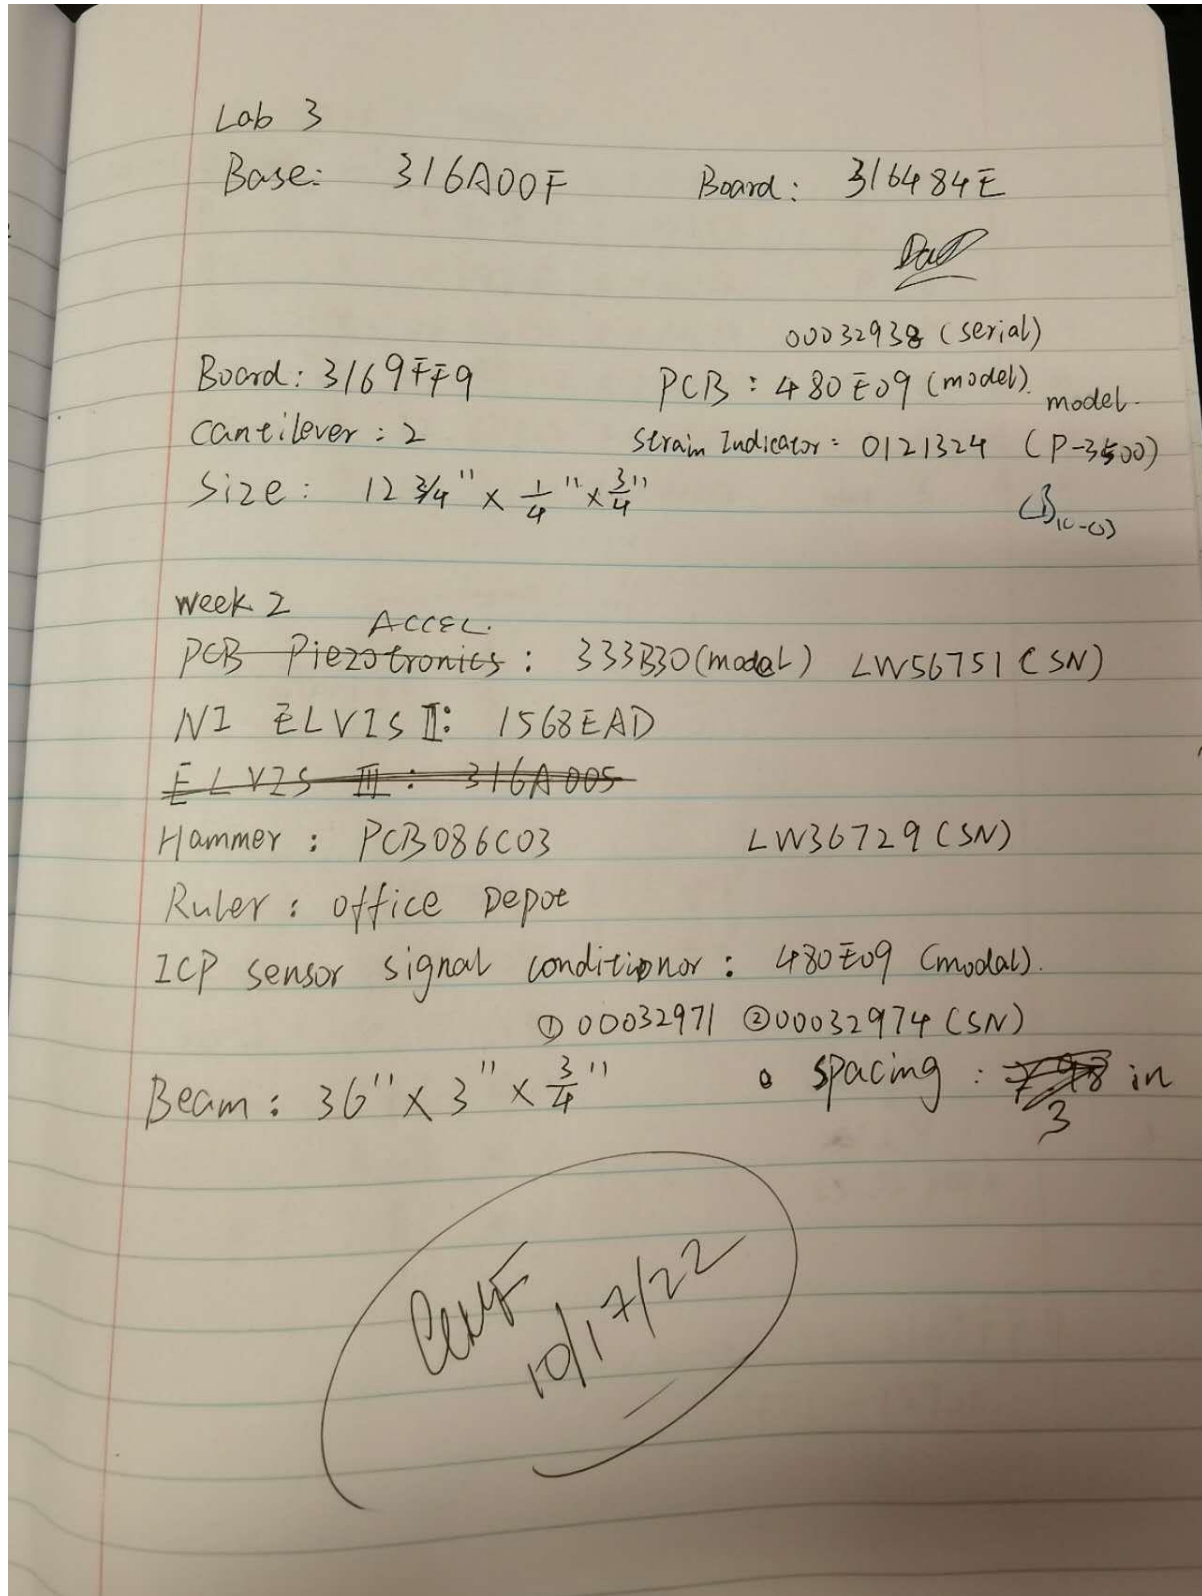 Lab 3
Base: 316A00F Board: 316484E
00032938 (serial)
Board: 3169FF9 PCB: 480E09 (model).
Cantilever: 2 Strain Indicator: 0121324 (P-3500) model.
Size: 12 3/4" × 1/4" × 3/4"
week 2
ACCEL.
PCB Piezotronics: 333B30 (model) LW56751 (SN)
NI ELVIS II: 1568EAD
ELVIS III: 316A005
Hammer: PCB086C03 LW36729 (SN)
Ruler: office Depot
ICP sensor signal conditionor: 480E09 (modal).
① 00032971 ② 00032974 (SN)
Beam: 36" × 3" × 3/4" spacing: in
3
10/17/22